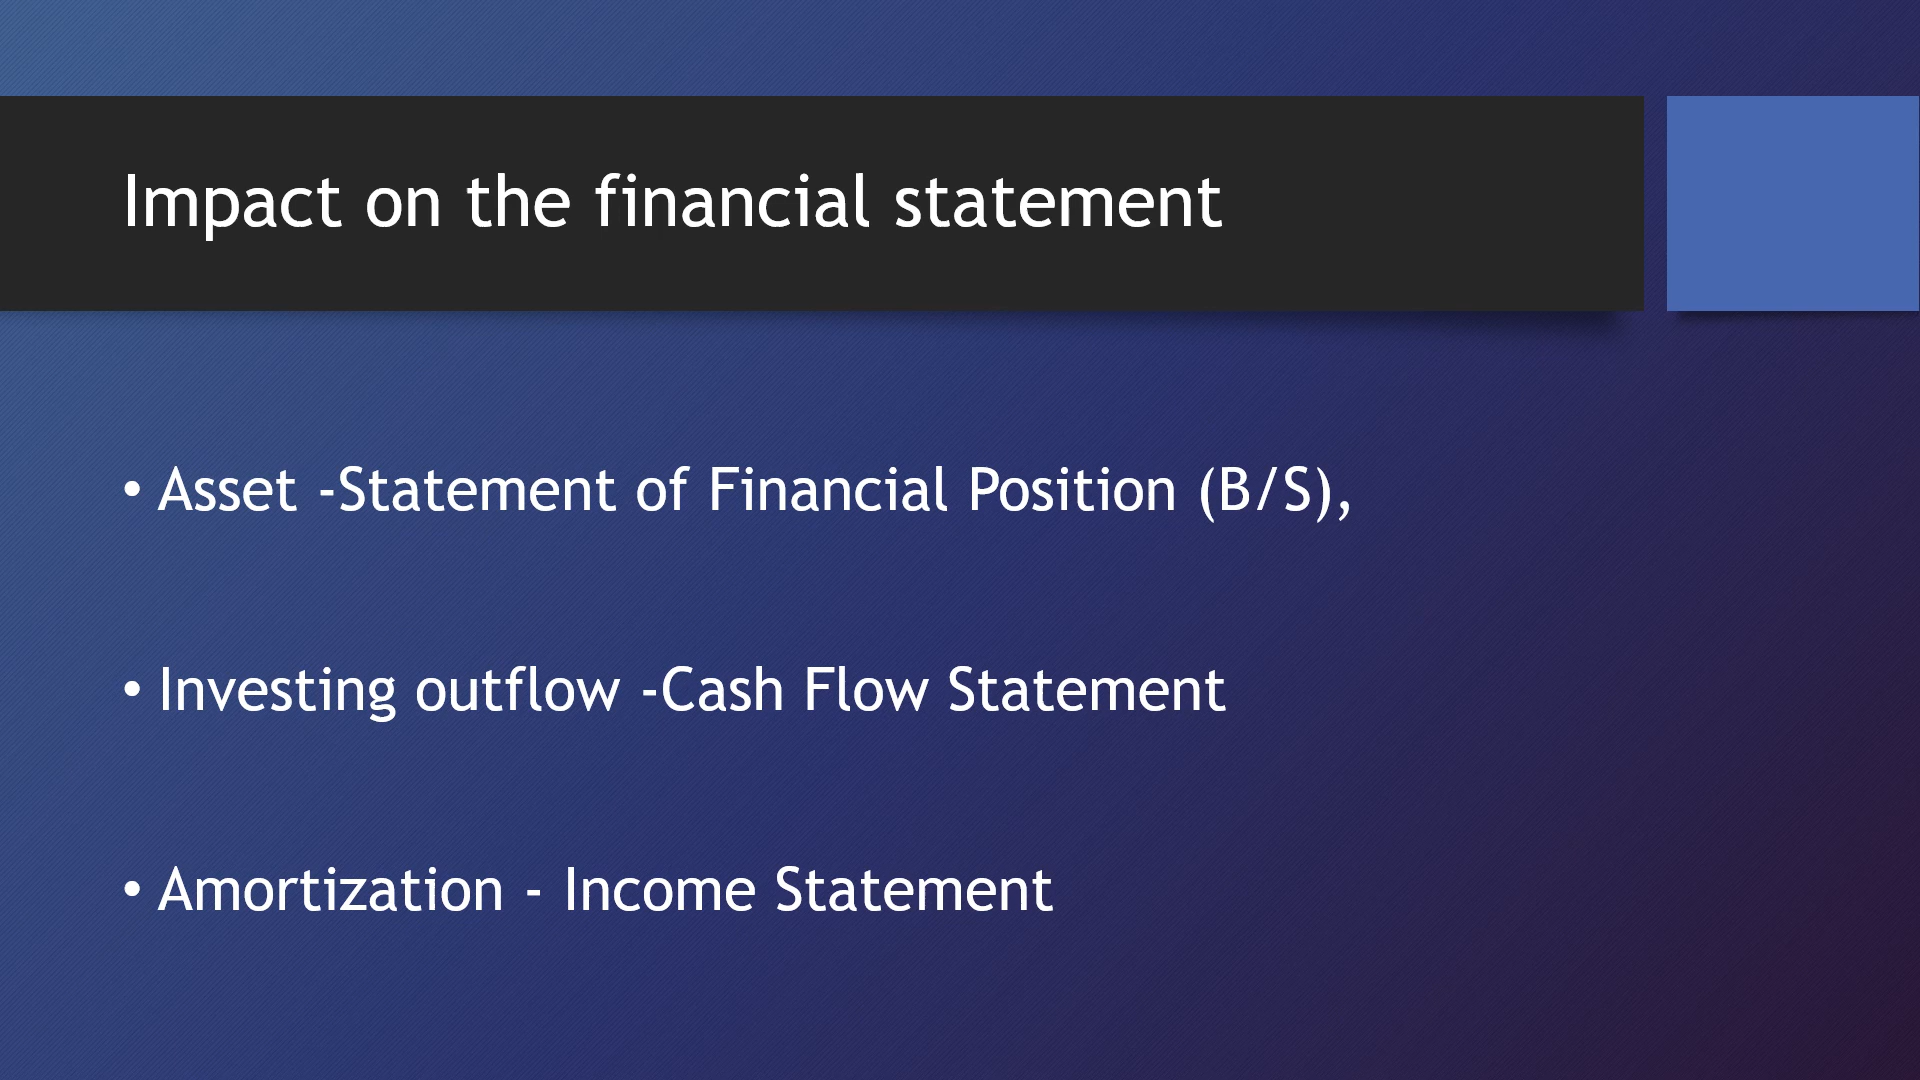 Impact on the financial statement
• Asset -Statement of Financial Position (B/S),
• Investing outflow -Cash Flow Statement
• Amortization - Income Statement